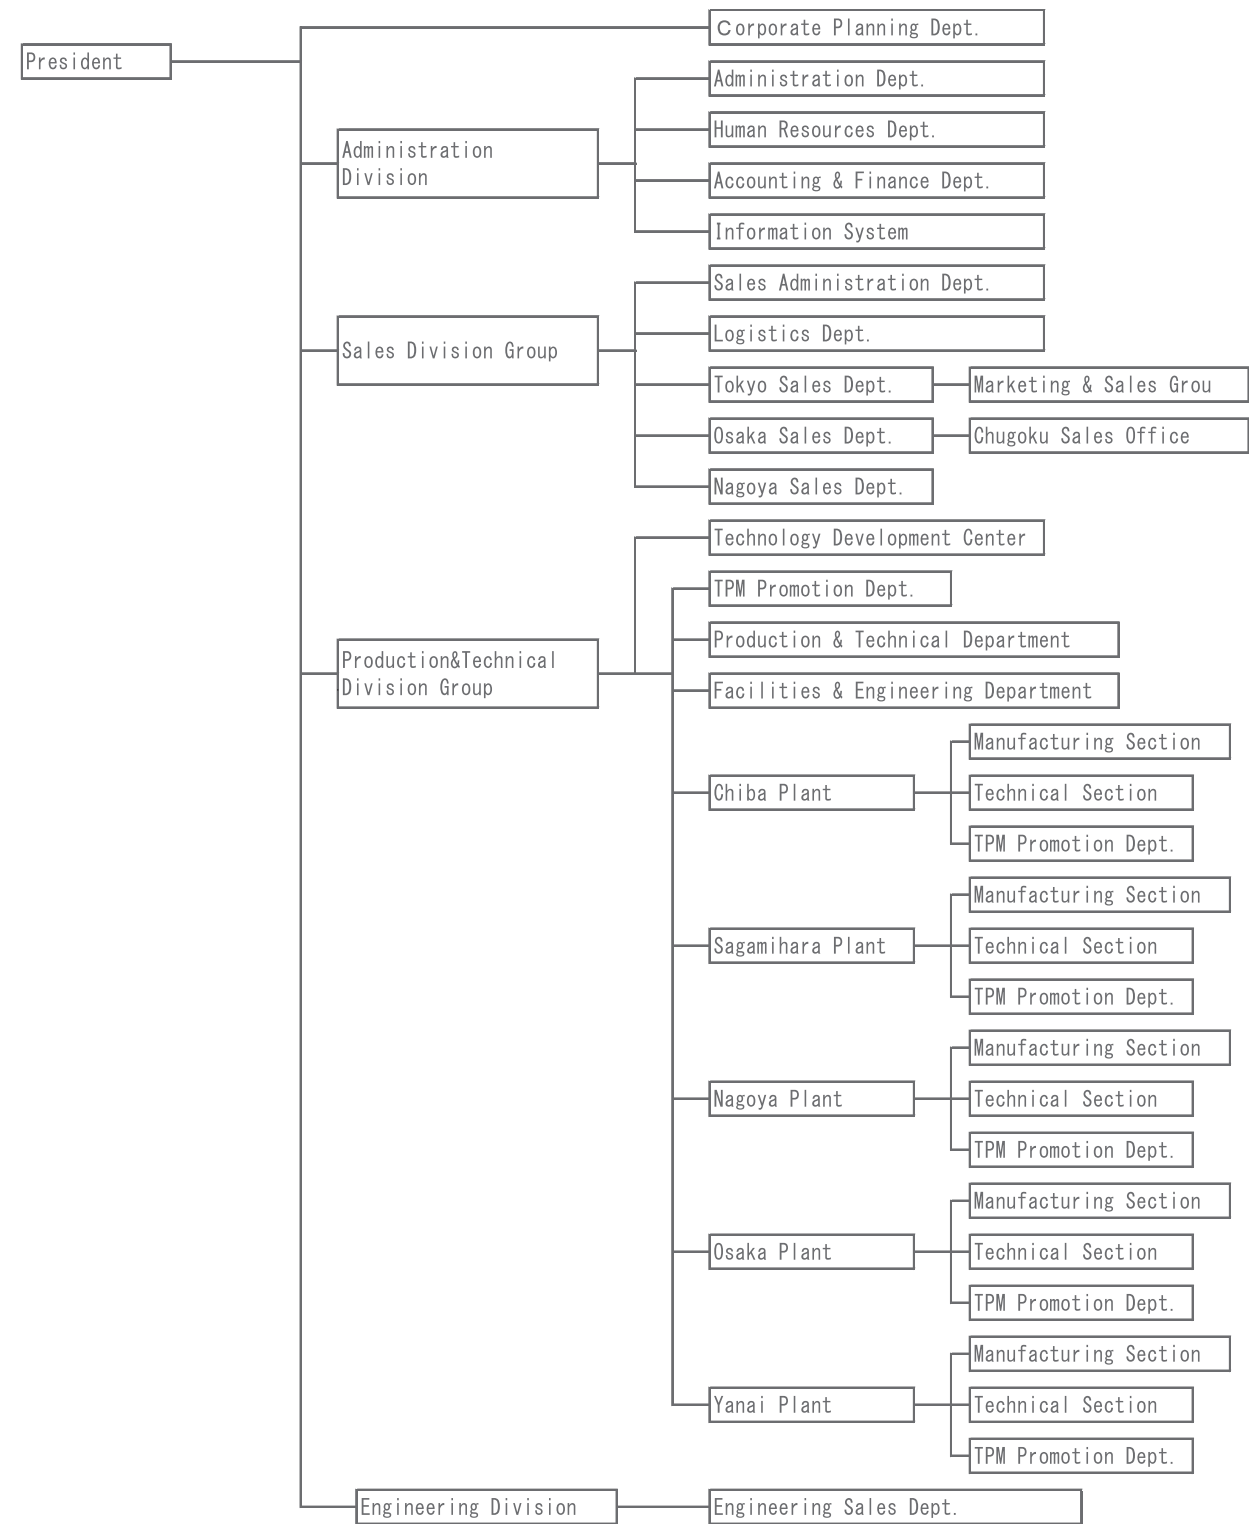 Corporate Planning Dept.
President
Administration Dept.
Human Resources Dept.
Administration
Division
Accounting & Finance Dept.
Information System
Sales Administration Dept.
Logistics Dept.
Sales Division Group
Tokyo Sales Dept.
Marketing & Sales Grou
Osaka Sales Dept.
Chugoku Sales Office
Nagoya Sales Dept.
Technology Development Center
TPM Promotion Dept.
Production & Technical Department
Production&Technical
Division Group
Facilities & Engineering Department
Manufacturing Section
Chiba Plant
Technical Section
TPM Promotion Dept.
Manufacturing Section
Sagamihara Plant
Technical Section
TPM Promotion Dept.
Manufacturing Section
Nagoya Plant
Technical Section
TPM Promotion Dept.
Manufacturing Section
Osaka Plant
Technical Section
TPM Promotion Dept.
Manufacturing Section
Yanai Plant
Technical Section
TPM Promotion Dept.
Engineering Division
Engineering Sales Dept.